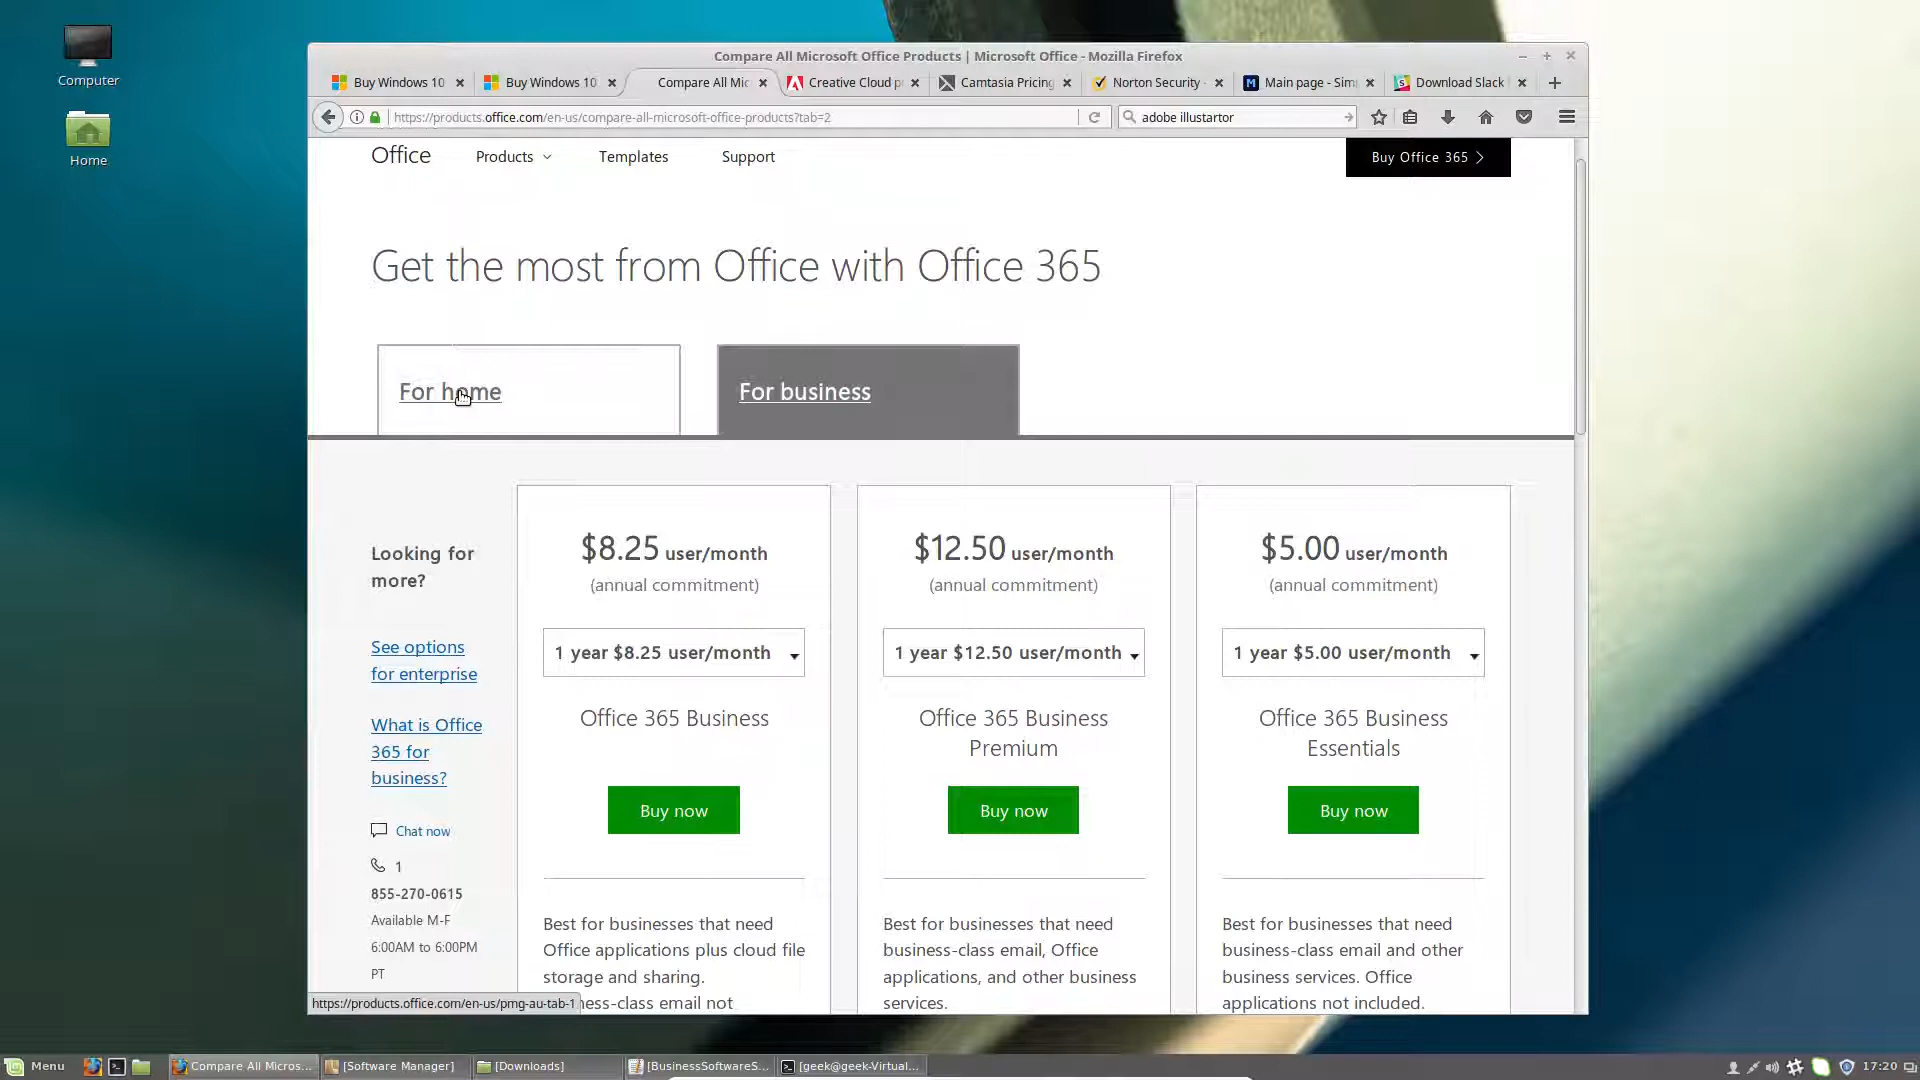 Computer
Home
Compare All Microsoft Office Products | Microsoft Office - Mozilla Firefox
Buy Windows 10
Buy Windows 10
Compare All Mic
Creative Cloud p
Camtasia Pricing
Norton Security -
Main page - Sim
Download Slack
https://products.office.com/en-us/compare-all-microsoft-office-products?tab=2
adobe illustartor
Office
Products
Templates
Support
Buy Office 365
Get the most from Office with Office 365
For home
For business
Looking for
more?
See options
for enterprise
What is Office
365 for
business?
Chat now
1
855-270-0615
Available M-F
6:00AM to 6:00PM
PT
$8.25 user/month
(annual commitment)
1 year $8.25 user/month
Office 365 Business
Buy now
Best for businesses that need
Office applications plus cloud file
storage and sharing.
ness-class email not
$12.50 user/month
(annual commitment)
1 year $12.50 user/month
Office 365 Business
Premium
Buy now
Best for businesses that need
business-class email, Office
applications, and other business
services.
$5.00 user/month
(annual commitment)
1 year $5.00 user/month
Office 365 Business
Essentials
Buy now
Best for businesses that need
business-class email and other
business services. Office
applications not included.
https://products.office.com/en-us/pmg-au-tab-1
Menu
Compare All Micros...
[Software Manager]
[Downloads]
[BusinessSoftwareS...
[geek@geek-Virtual...
17:20